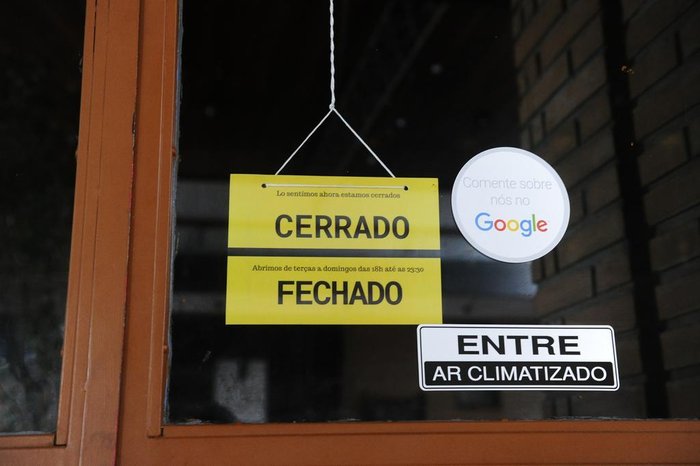 Lo sentimos ahora estamos cerrados
CERRADO
Abrimos de terças a domingos das 18h até as 23:30
FECHADO
Comente sobre
nós no
Google
ENTRE
AR CLIMATIZADO